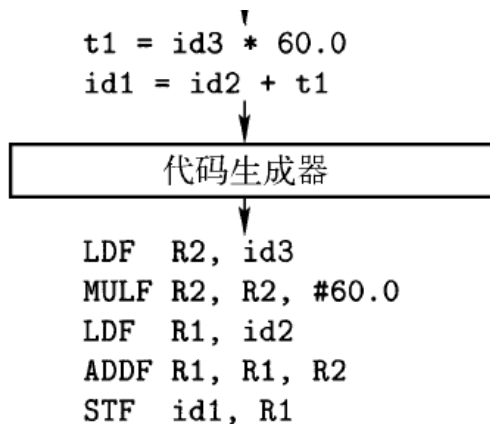 t1 = id3 * 60.0
id1 = id2 + t1
代码生成器
LDF R2, id3
MULF R2, R2, #60.0
LDF R1, id2
ADDF R1, R1, R2
STF id1, R1